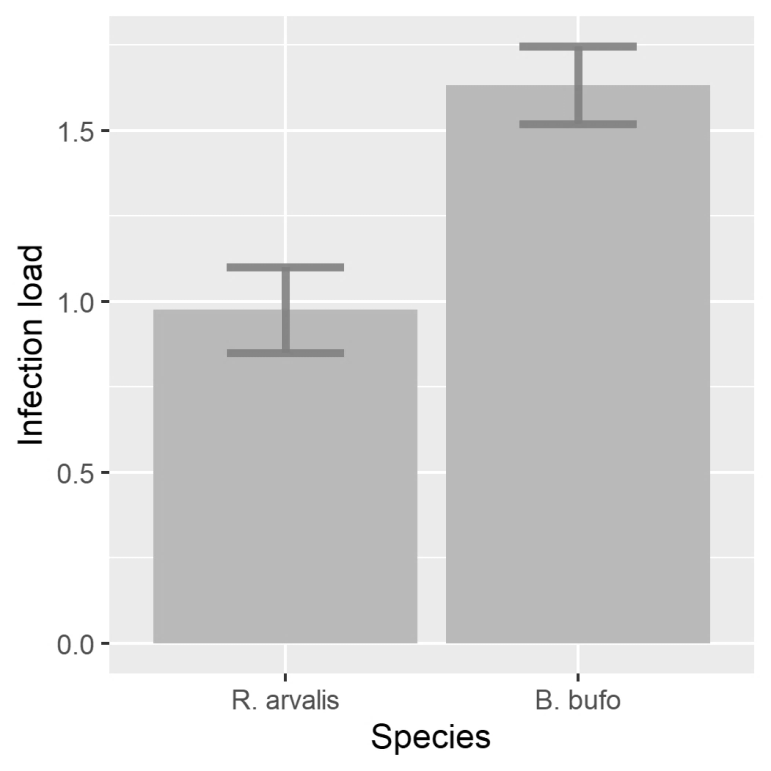 Infection load
1.5
1.0
0.5
0.0
R. arvalis B. bufo
Species